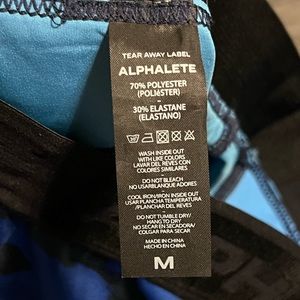 TEAR AWAY LABEL
ALPHALETE
70% POLYESTER
(POLIéSTER)
30% ELASTANE
(ELASTANO)
WASH INSIDE OUT
WITH LIKE COLORS
LAVAR DEL REVES CON
COLORES SIMILARES
DO NOT BLEACH
NO USARBLANQUE ADORES
COOL IRON/IRON INSIDE OUT
USAR PLANCHA TEMPERATURA
/PLANCHAR DEL REVES
DO NOT TUMBLE DRY/
HANG TO DRY
NO SECAR EN SECADORA/
COLGAR PARA SECAR
MADE IN CHINA
HECHO EN CHINA
M